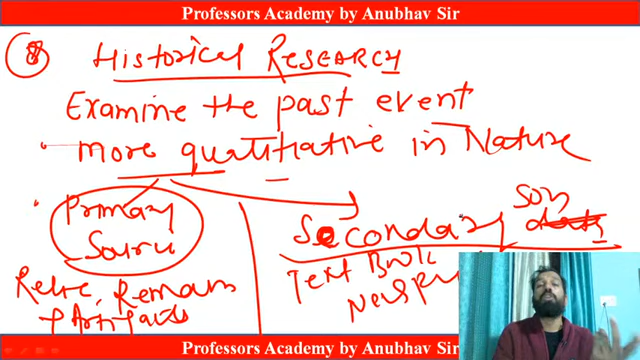 Professors Academy by Anubhav Sir
8
Historical RESEARCH
Examine the past event
more in Nature
Primary
Source
Secondary
Text Book
Relic, Remains
+ Artifacts
Professors Academy by Anubhav Sir